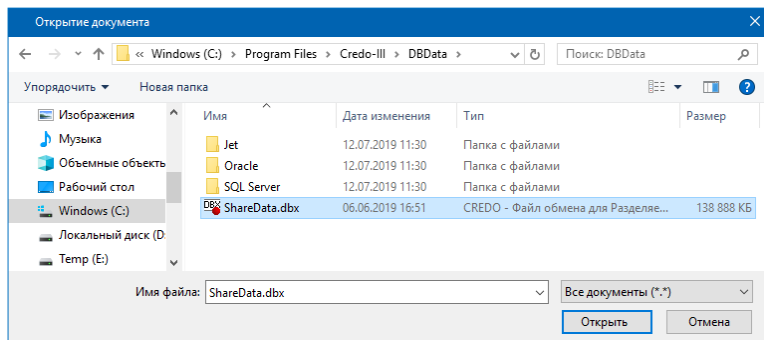 Открытие документа
« Windows (C:) › Program Files › Credo-III › DBData ›
Поиск: DBData
Упорядочить
Новая папка
Имя Дата изменения Тип Размер
Изображения
Музыка
Объемные объекть
Рабочий стол
Windows (C:)
Локальный диск (D:
Temp (E:)
Jet 12.07.2019 11:30 Папка с файлами
Oracle 12.07.2019 11:30 Папка с файлами
SQL Server 12.07.2019 11:30 Папка с файлами
DBX ShareData.dbx 06.06.2019 16:51 CREDO - Файл обмена для Разделяе... 138 888 КБ
Имя файла: ShareData.dbx Все документы (*.*)
Открыть Отмена